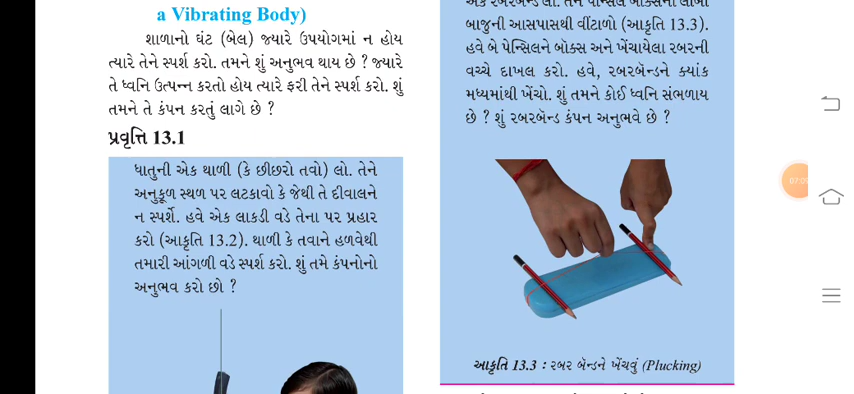 a Vibrating Body)
શાળાનો ઘંટ (બેલ) જ્યારે ઉપયોગમાં ન હોય
ત્યારે તેને સ્પર્શ કરો. તમને શું અનુભવ થાય છે ? જ્યારે
તે ધ્વનિ ઉત્પન્ન કરતો હોય ત્યારે ફરી તેને સ્પર્શ કરો. શું
તમને તે કંપન કરતું લાગે છે ?
પ્રવૃત્તિ 13.1
ધાતુની એક થાળી (કે છીછરો તવો) લો. તેને
અનુકૂળ સ્થળ પર લટકાવો કે જેથી તે દીવાલને
ન સ્પર્શે. હવે એક લાકડી વડે તેના પર પ્રહાર
કરો (આકૃતિ 13.2). થાળી કે તવાને હળવેથી
તમારી આંગળી વડે સ્પર્શ કરો. શું તમે કંપનોનો
અનુભવ કરો છો ?
એક રબરબૅન્ડ લો. તેને પેન્સિલ બૉક્સની લાંબી
બાજુની આસપાસથી વીંટાળો (આકૃતિ 13.3).
હવે બે પેન્સિલને બૉક્સ અને ખેંચાયેલા રબરની
વચ્ચે દાખલ કરો. હવે, રબરબૅન્ડને ક્યાંક
મધ્યમાંથી ખેંચો. શું તમને કોઈ ધ્વનિ સંભળાય
છે ? શું રબરબૅન્ડ કંપન અનુભવે છે ?
આકૃતિ 13.3 : રબર બૅન્ડને ખેંચવું (Plucking)